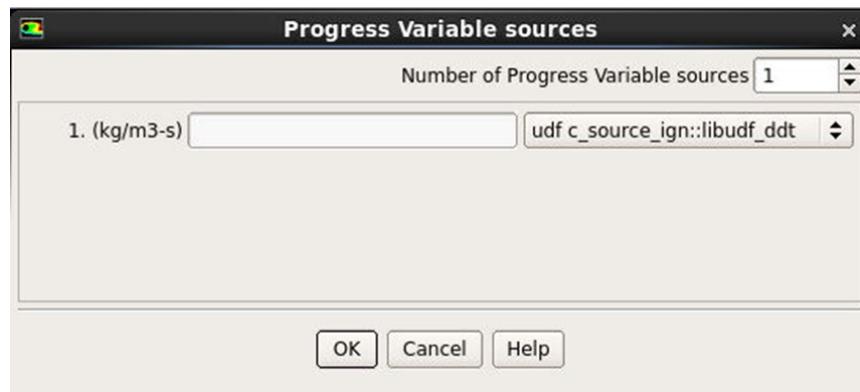 Progress Variable sources
Number of Progress Variable sources 1
1. (kg/m3-s) udf c_source_ign::libudf_ddt
OK Cancel Help